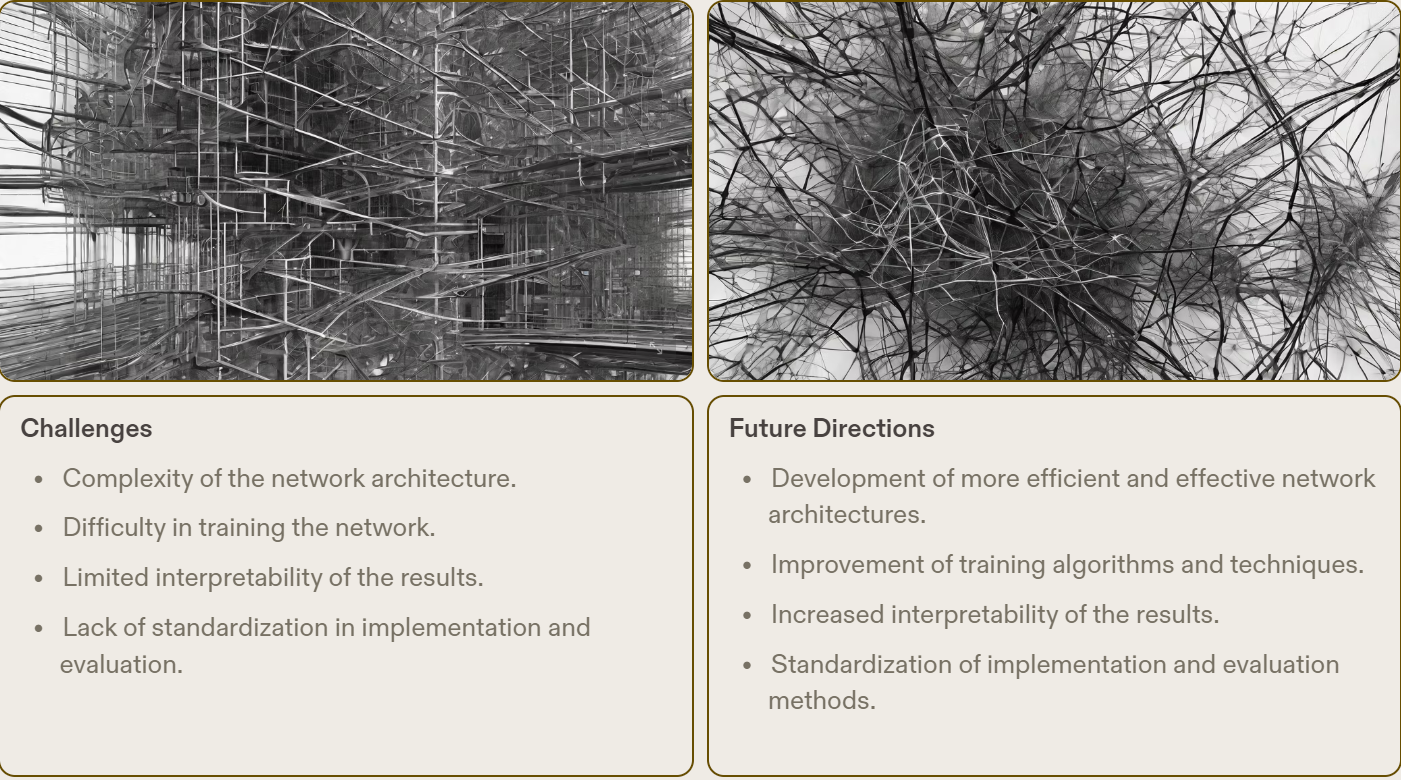 Challenges
• Complexity of the network architecture.
• Difficulty in training the network.
• Limited interpretability of the results.
• Lack of standardization in implementation and
evaluation.
Future Directions
• Development of more efficient and effective network
architectures.
• Improvement of training algorithms and techniques.
• Increased interpretability of the results.
• Standardization of implementation and evaluation
methods.